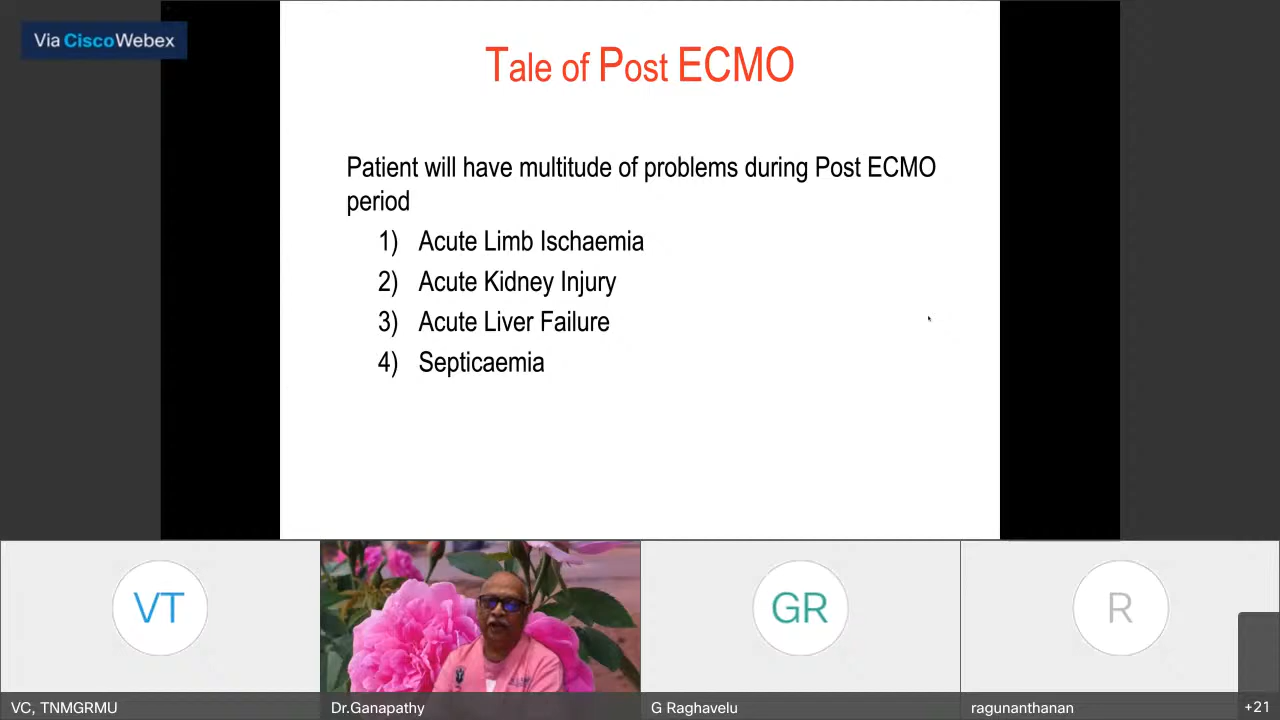 Via Cisco Webex
Tale of Post ECMO
Patient will have multitude of problems during Post ECMO
period
1) Acute Limb Ischaemia
2) Acute Kidney Injury
3) Acute Liver Failure
4) Septicaemia
VT
GR
R
VC, TNMGRMU
Dr.Ganapathy
G Raghavelu
ragunanthanan
+21